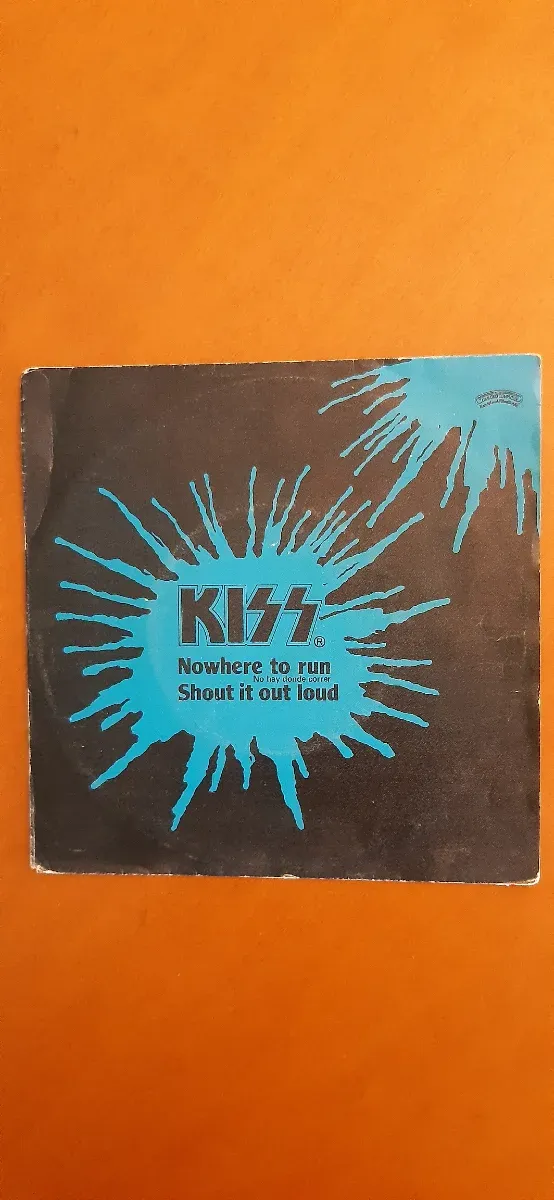 KISS®
Nowhere to run
No hay donde correr
Shout it out loud